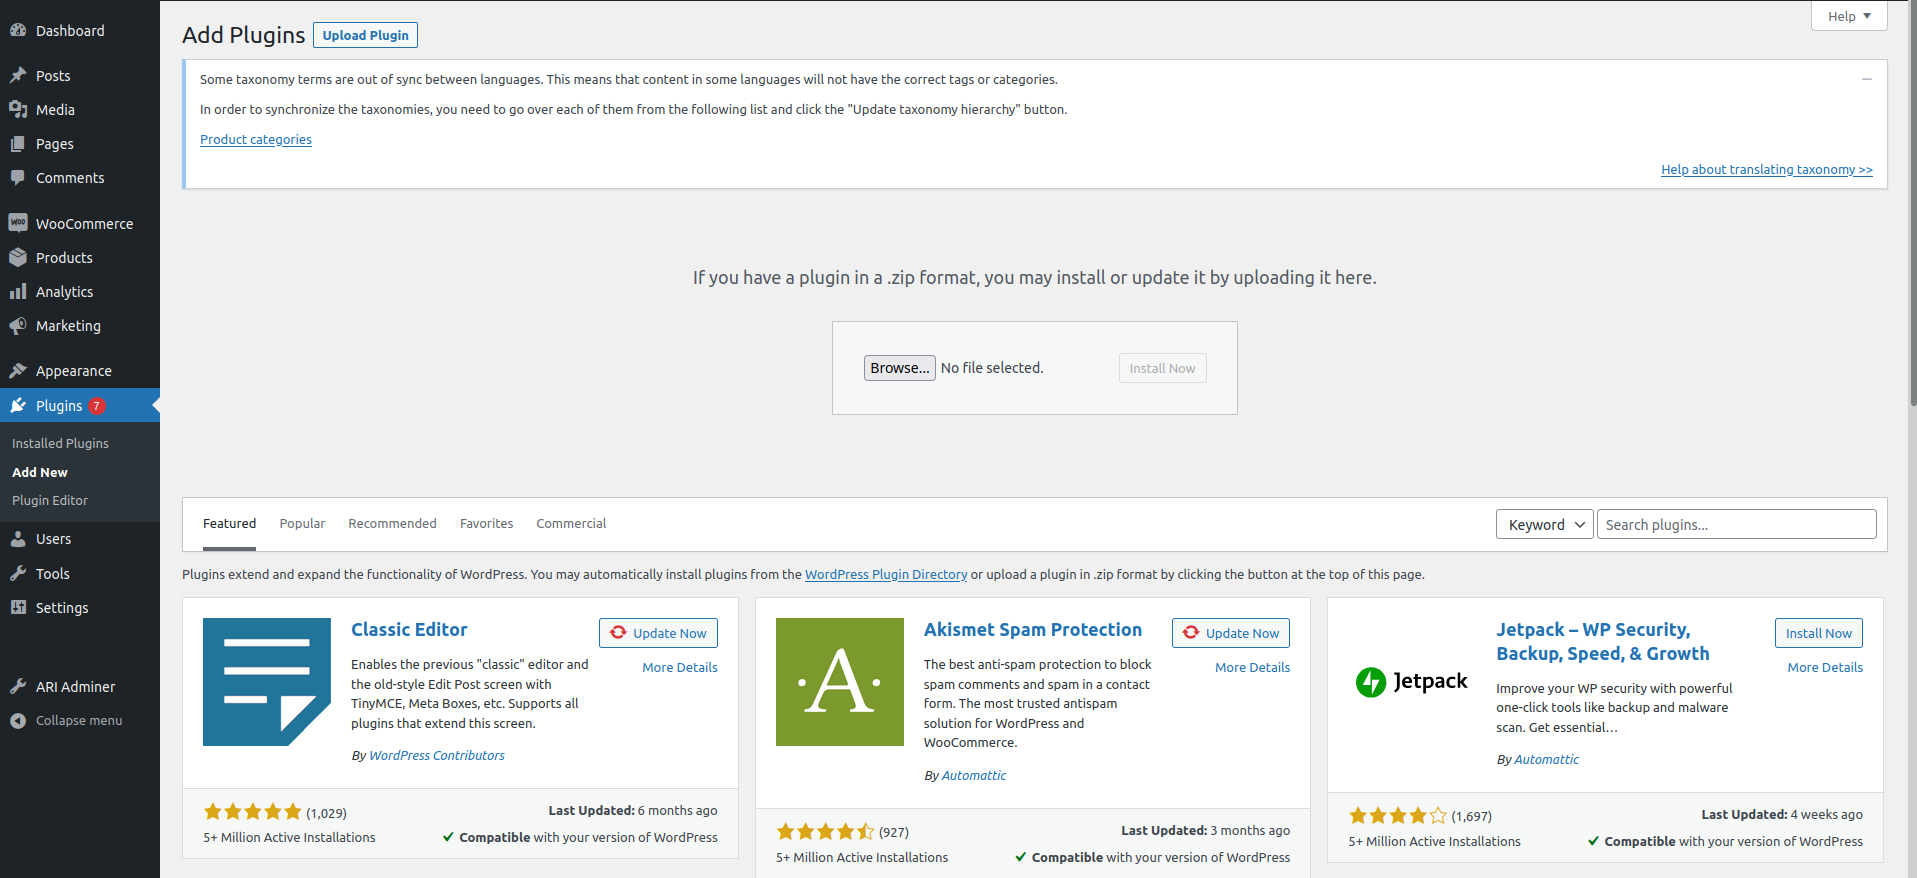 Dashboard
Posts
Media
Pages
Comments
WOO
WooCommerce
Products
Analytics
Marketing
Appearance
Plugins 7
Installed Plugins
Add New
Plugin Editor
Users
Tools
Settings
ARI Adminer
Collapse menu
Help
Add Plugins
Upload Plugin
Some taxonomy terms are out of sync between languages. This means that content in some languages will not have the correct tags or categories.
In order to synchronize the taxonomies, you need to go over each of them from the following list and click the "Update taxonomy hierarchy" button.
Product categories
Help about translating taxonomy >>
If you have a plugin in a .zip format, you may install or update it by uploading it here.
Browse... No file selected.
Install Now
Featured Popular Recommended Favorites Commercial
Keyword
Search plugins...
Plugins extend and expand the functionality of WordPress. You may automatically install plugins from the WordPress Plugin Directory or upload a plugin in .zip format by clicking the button at the top of this page.
Classic Editor
Update Now
More Details
Enables the previous "classic" editor and
the old-style Edit Post screen with
TinyMCE, Meta Boxes, etc. Supports all
plugins that extend this screen.
By WordPress Contributors
(1,029)
Last Updated: 6 months ago
5+ Million Active Installations
Compatible with your version of WordPress
A
Akismet Spam Protection
Update Now
More Details
The best anti-spam protection to block
spam comments and spam in a contact
form. The most trusted antispam
solution for WordPress and
WooCommerce.
By Automattic
(927)
Last Updated: 3 months ago
5+ Million Active Installations
Compatible with your version of WordPress
Jetpack
Jetpack – WP Security,
Backup, Speed, & Growth
Install Now
More Details
Improve your WP security with powerful
one-click tools like backup and malware
scan. Get essential…
By Automattic
(1,697)
Last Updated: 4 weeks ago
5+ Million Active Installations
Compatible with your version of WordPress